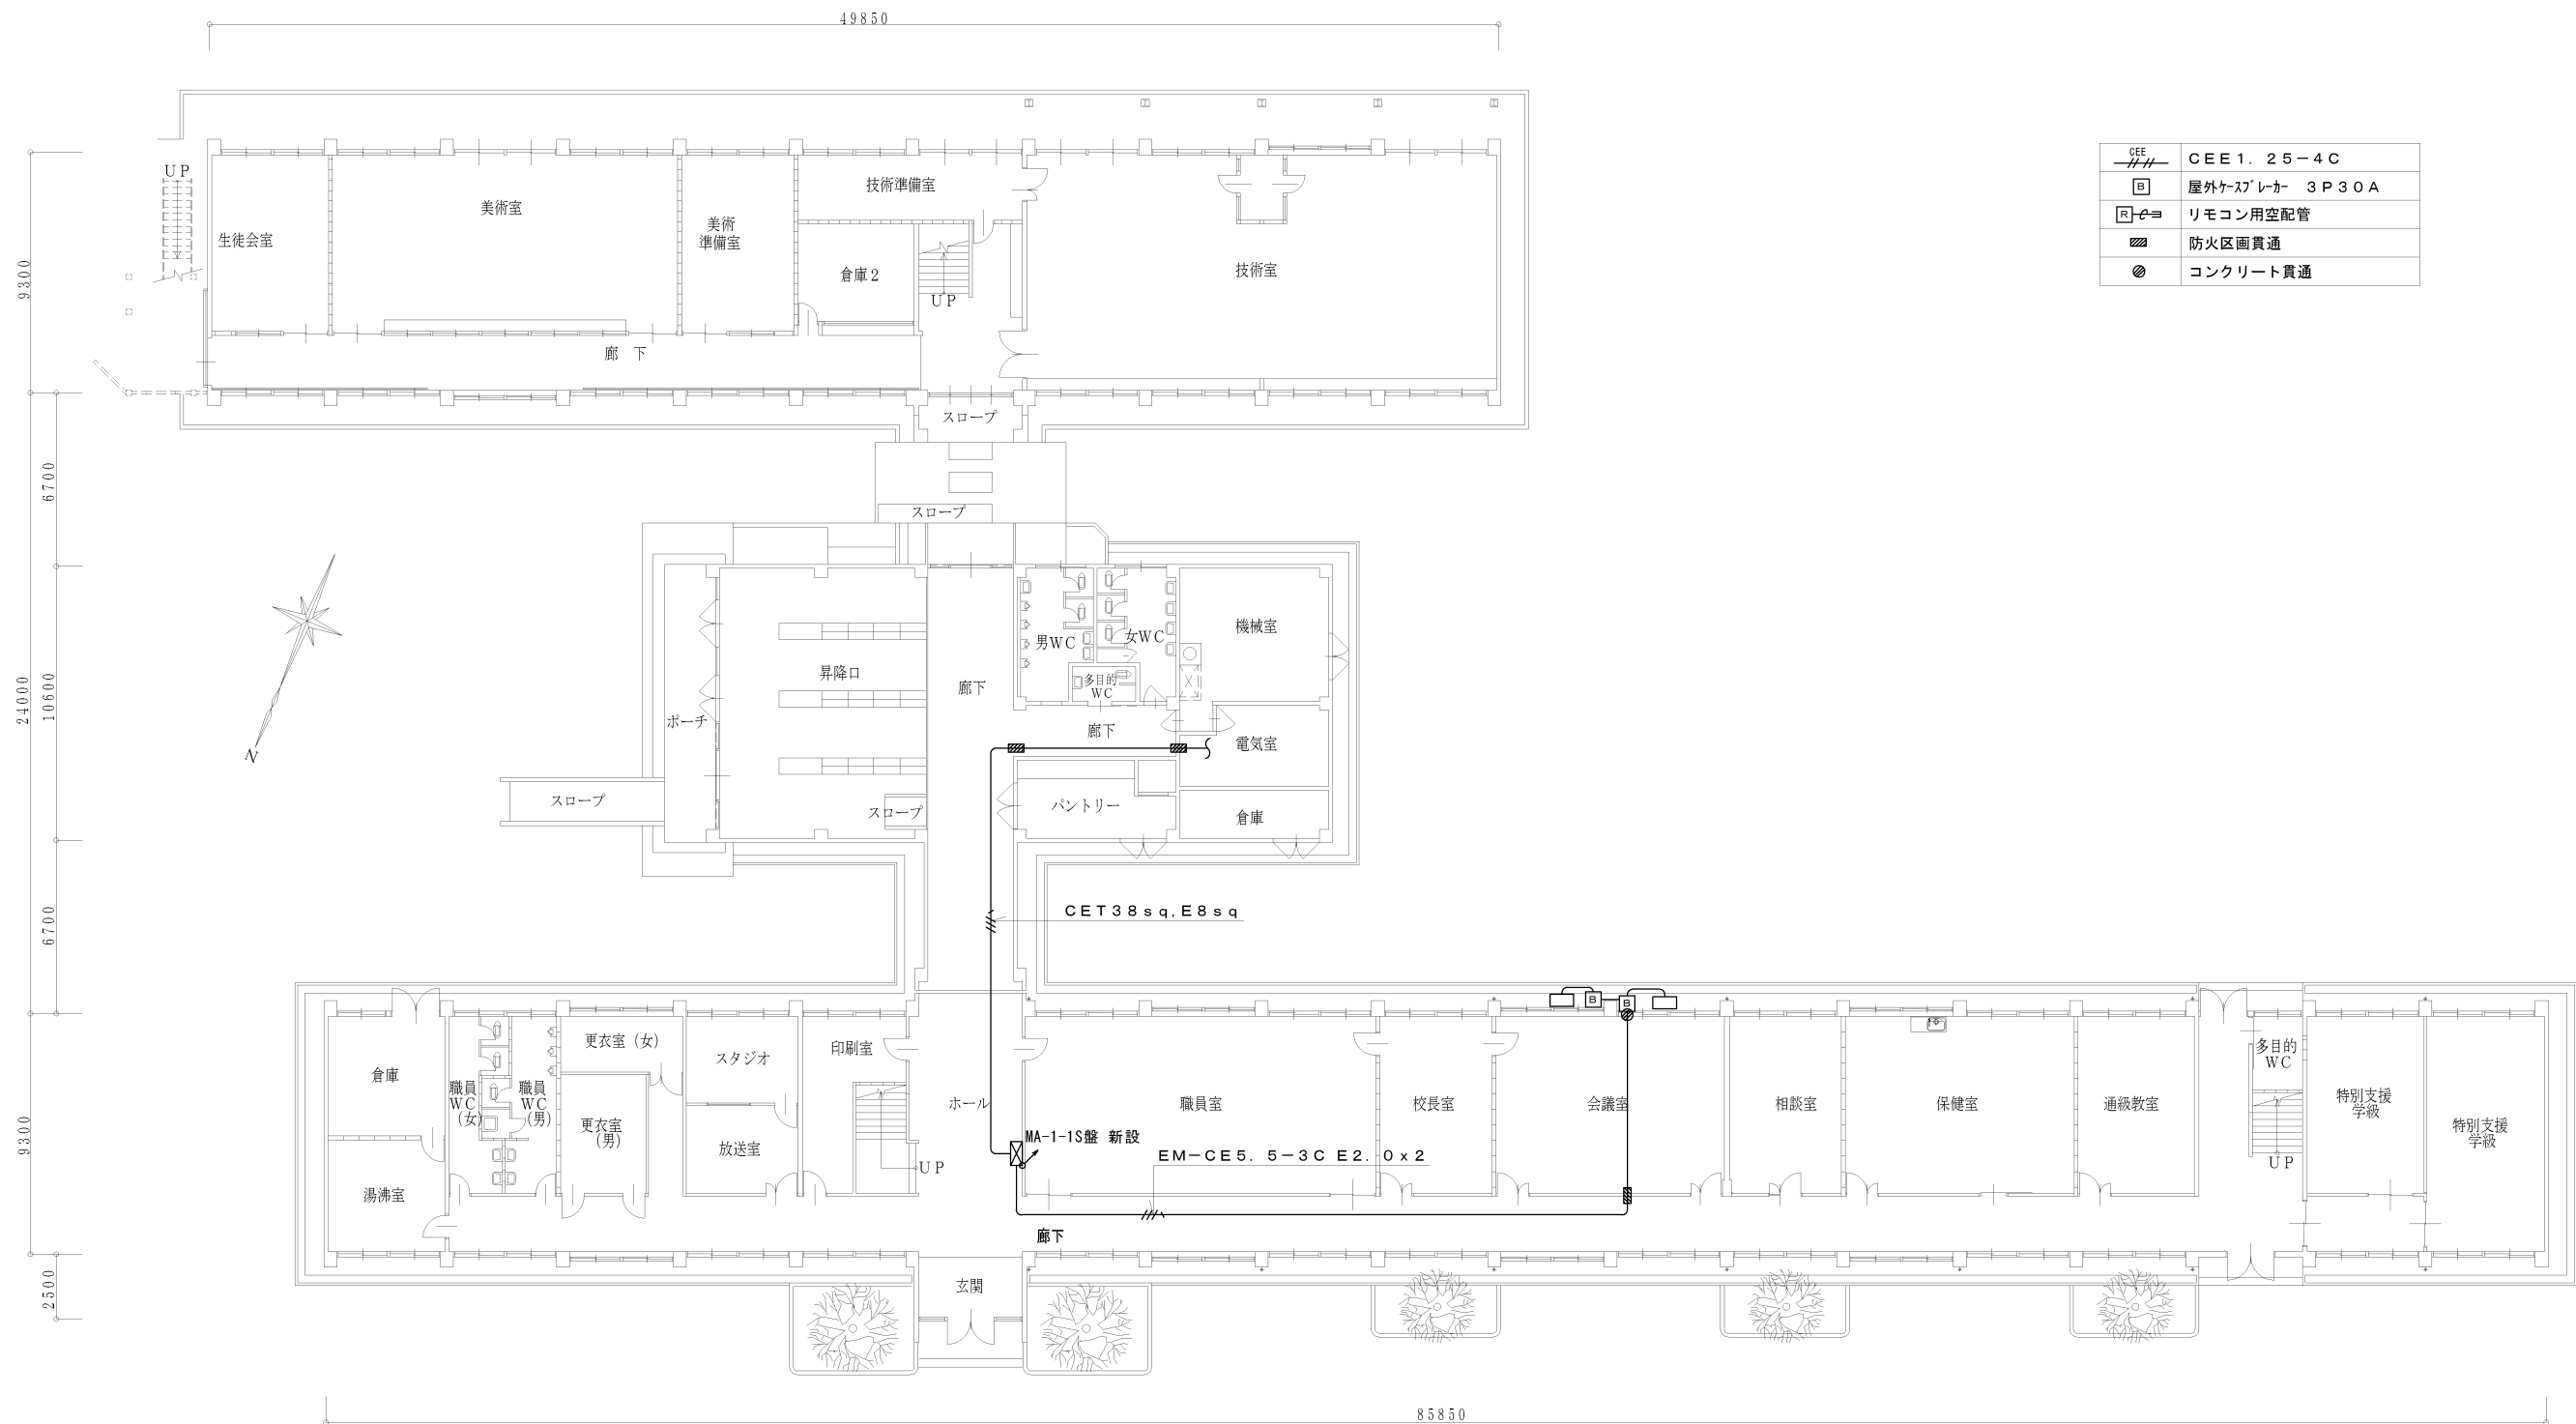 49850
CEE
CEE1.25-4C
B
屋外ケースブレーカー 3P30A
R
リモコン用空配管
防火区画貫通
コンクリート貫通
UP
生徒会室
美術室
美術
準備室
技術準備室
倉庫2
UP
技術室
廊 下
スロープ
スロープ
9300
6700
24000
10600
6700
9300
2500
N
昇降口
ポーチ
スロープ
スロープ
廊下
男WC
女WC
多目的
WC
機械室
廊下
電気室
パントリー
倉庫
CET38sq,E8sq
B
B
倉庫
湯沸室
職員
WC
(女)
職員
WC
(男)
更衣室(女)
更衣室
(男)
スタジオ
放送室
印刷室
UP
ホール
MA-1-1S盤 新設
EM-CE5.5-3C E2.0x2
職員室
校長室
会議室
相談室
保健室
通級教室
多目的
WC
UP
特別支援
学級
特別支援
学級
廊下
玄関
85850